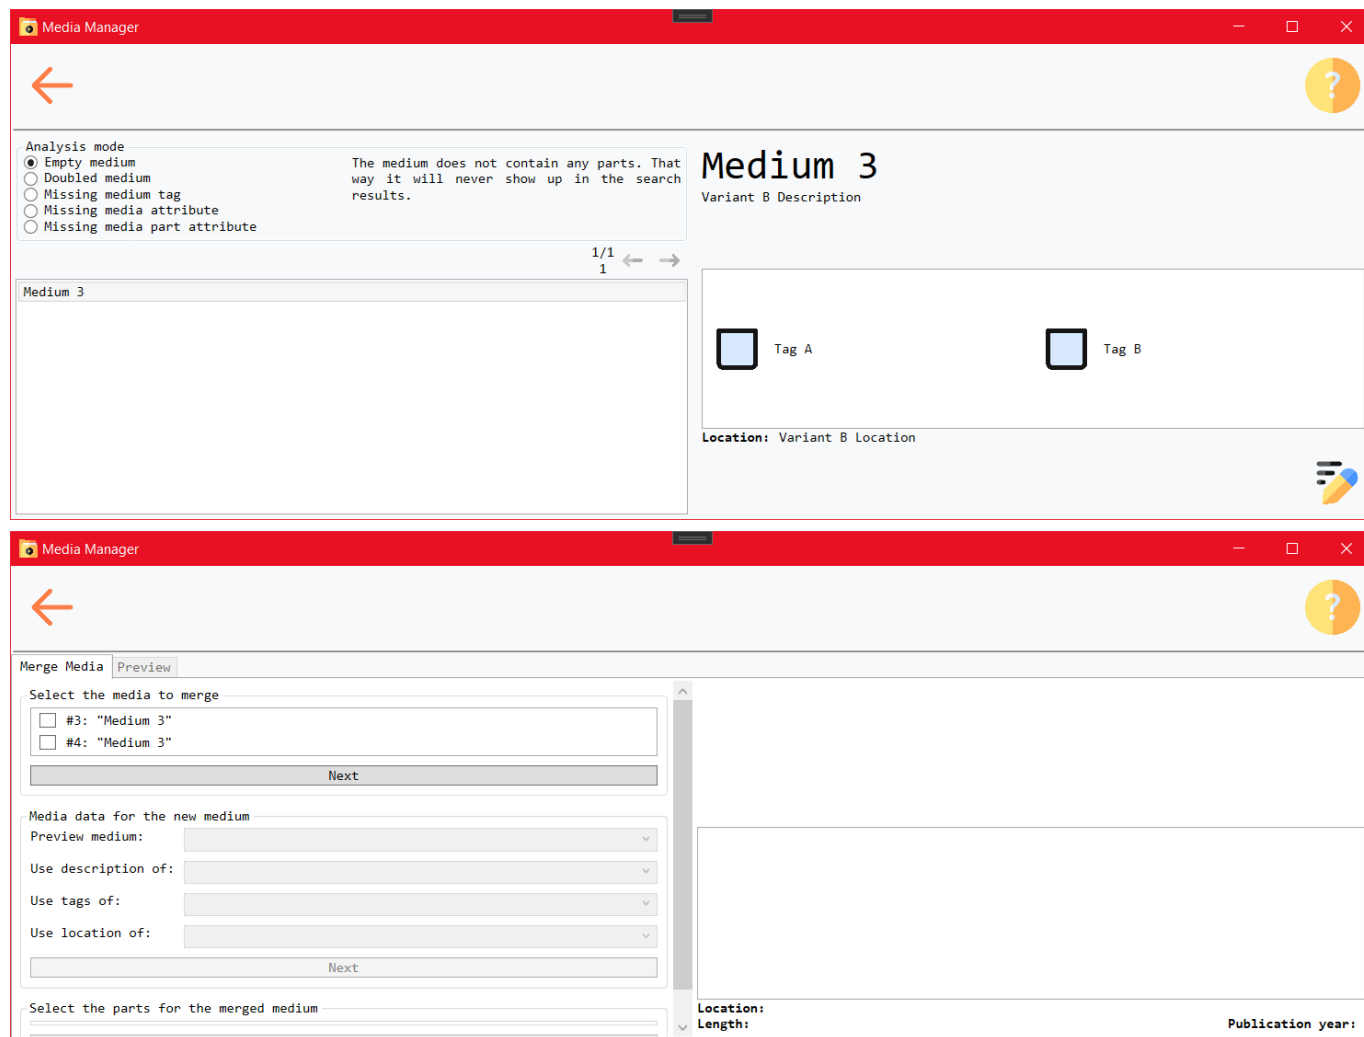 Media Manager
?
Analysis mode
Empty medium
Doubled medium
Missing medium tag
Missing media attribute
Missing media part attribute
The medium does not contain any parts. That
way it will never show up in the search
results.
1/1
1
Medium 3
Medium 3
Variant B Description
Tag A
Tag B
Location: Variant B Location
Media Manager
?
Merge Media
Preview
Select the media to merge
#3: "Medium 3"
#4: "Medium 3"
Next
Media data for the new medium
Preview medium:
Use description of:
Use tags of:
Use location of:
Next
Select the parts for the merged medium
Location:
Length:
Publication year: